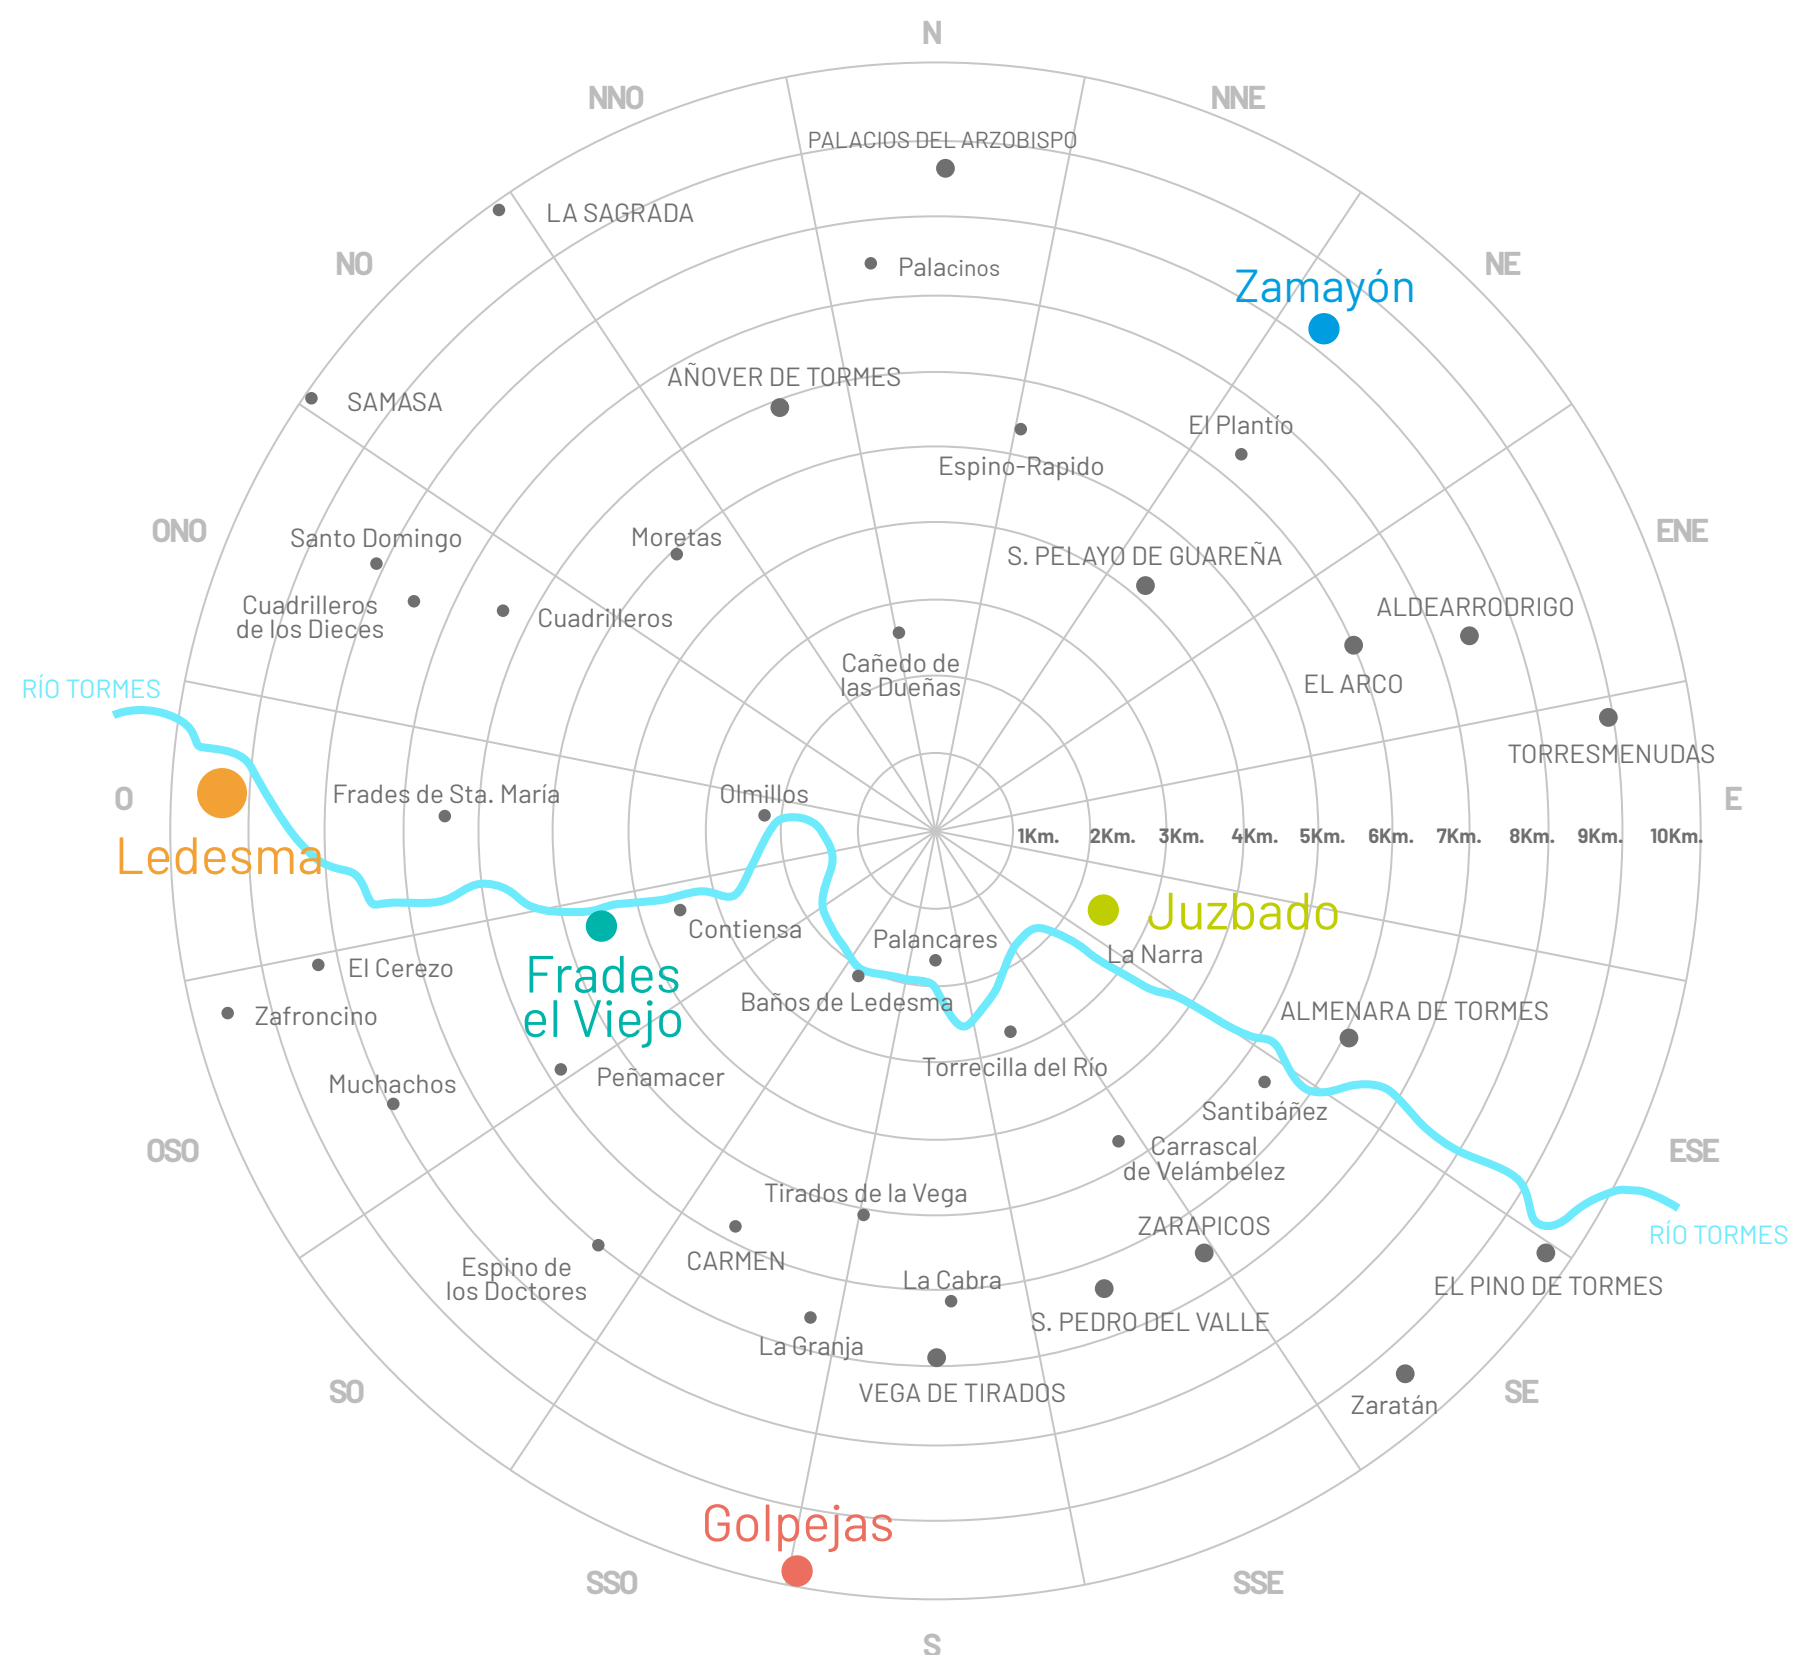 N
NNO
NNE
PALACIOS DEL ARZOBISPO
LA SAGRADA
NO
NE
Palacinos
Zamayón
AÑOVER DE TORMES
SAMASA
El Plantío
Espino-Rapido
ONO
ENE
Santo Domingo
Moretas
S. PELAYO DE GUAREÑA
Cuadrilleros
de los Dieces
Cuadrilleros
ALDEARRODRIGO
Cañedo de
las Dueñas
EL ARCO
RÍO TORMES
TORRESMENUDAS
O
Frades de Sta. María
Olmillos
E
1Km. 2Km. 3Km. 4Km. 5Km. 6Km. 7Km. 8Km. 9Km. 10Km.
Ledesma
Juzbado
Contiensa
Palancares
La Narra
El Cerezo
Frades
el Viejo
Baños de Ledesma
Zafroncino
ALMENARA DE TORMES
Torrecilla del Río
Peñamacer
Muchachos
Santibáñez
OSO
Carrascal
de Velámbelez
ESE
Tirados de la Vega
ZARAPICOS
RÍO TORMES
CARMEN
Espino de
los Doctores
La Cabra
EL PINO DE TORMES
S. PEDRO DEL VALLE
La Granja
SO
VEGA DE TIRADOS
SE
Zaratán
Golpejas
SSO
SSE
S